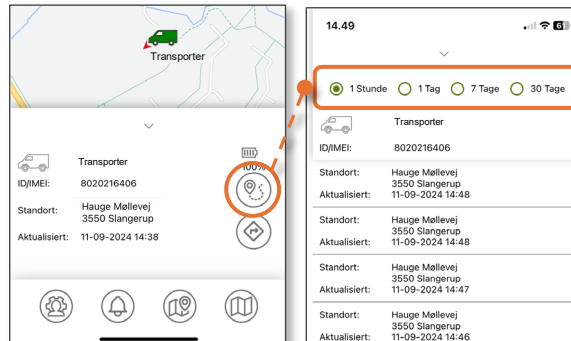 Transporter
Transporter
100%
ID/IMEI: 8020216406
Standort: Hauge Møllevej
3550 Slangerup
Aktualisiert: 11-09-2024 14:38
14.49
61
1 Stunde 1 Tag 7 Tage 30 Tage
Transporter
ID/IMEI: 8020216406
Standort: Hauge Møllevej
3550 Slangerup
Aktualisiert: 11-09-2024 14:48
Standort: Hauge Møllevej
3550 Slangerup
Aktualisiert: 11-09-2024 14:48
Standort: Hauge Møllevej
3550 Slangerup
Aktualisiert: 11-09-2024 14:47
Standort: Hauge Møllevej
3550 Slangerup
Aktualisiert: 11-09-2024 14:46